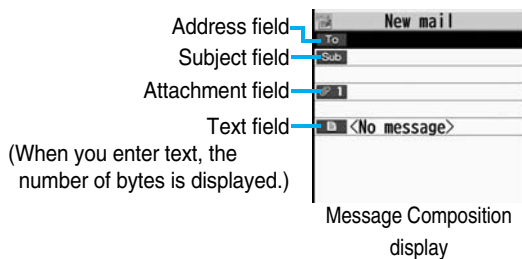 New mail
Address field
To
Subject field
Sub
Attachment field
1
Text field
<No message>
(When you enter text, the
number of bytes is displayed.)
Message Composition
display